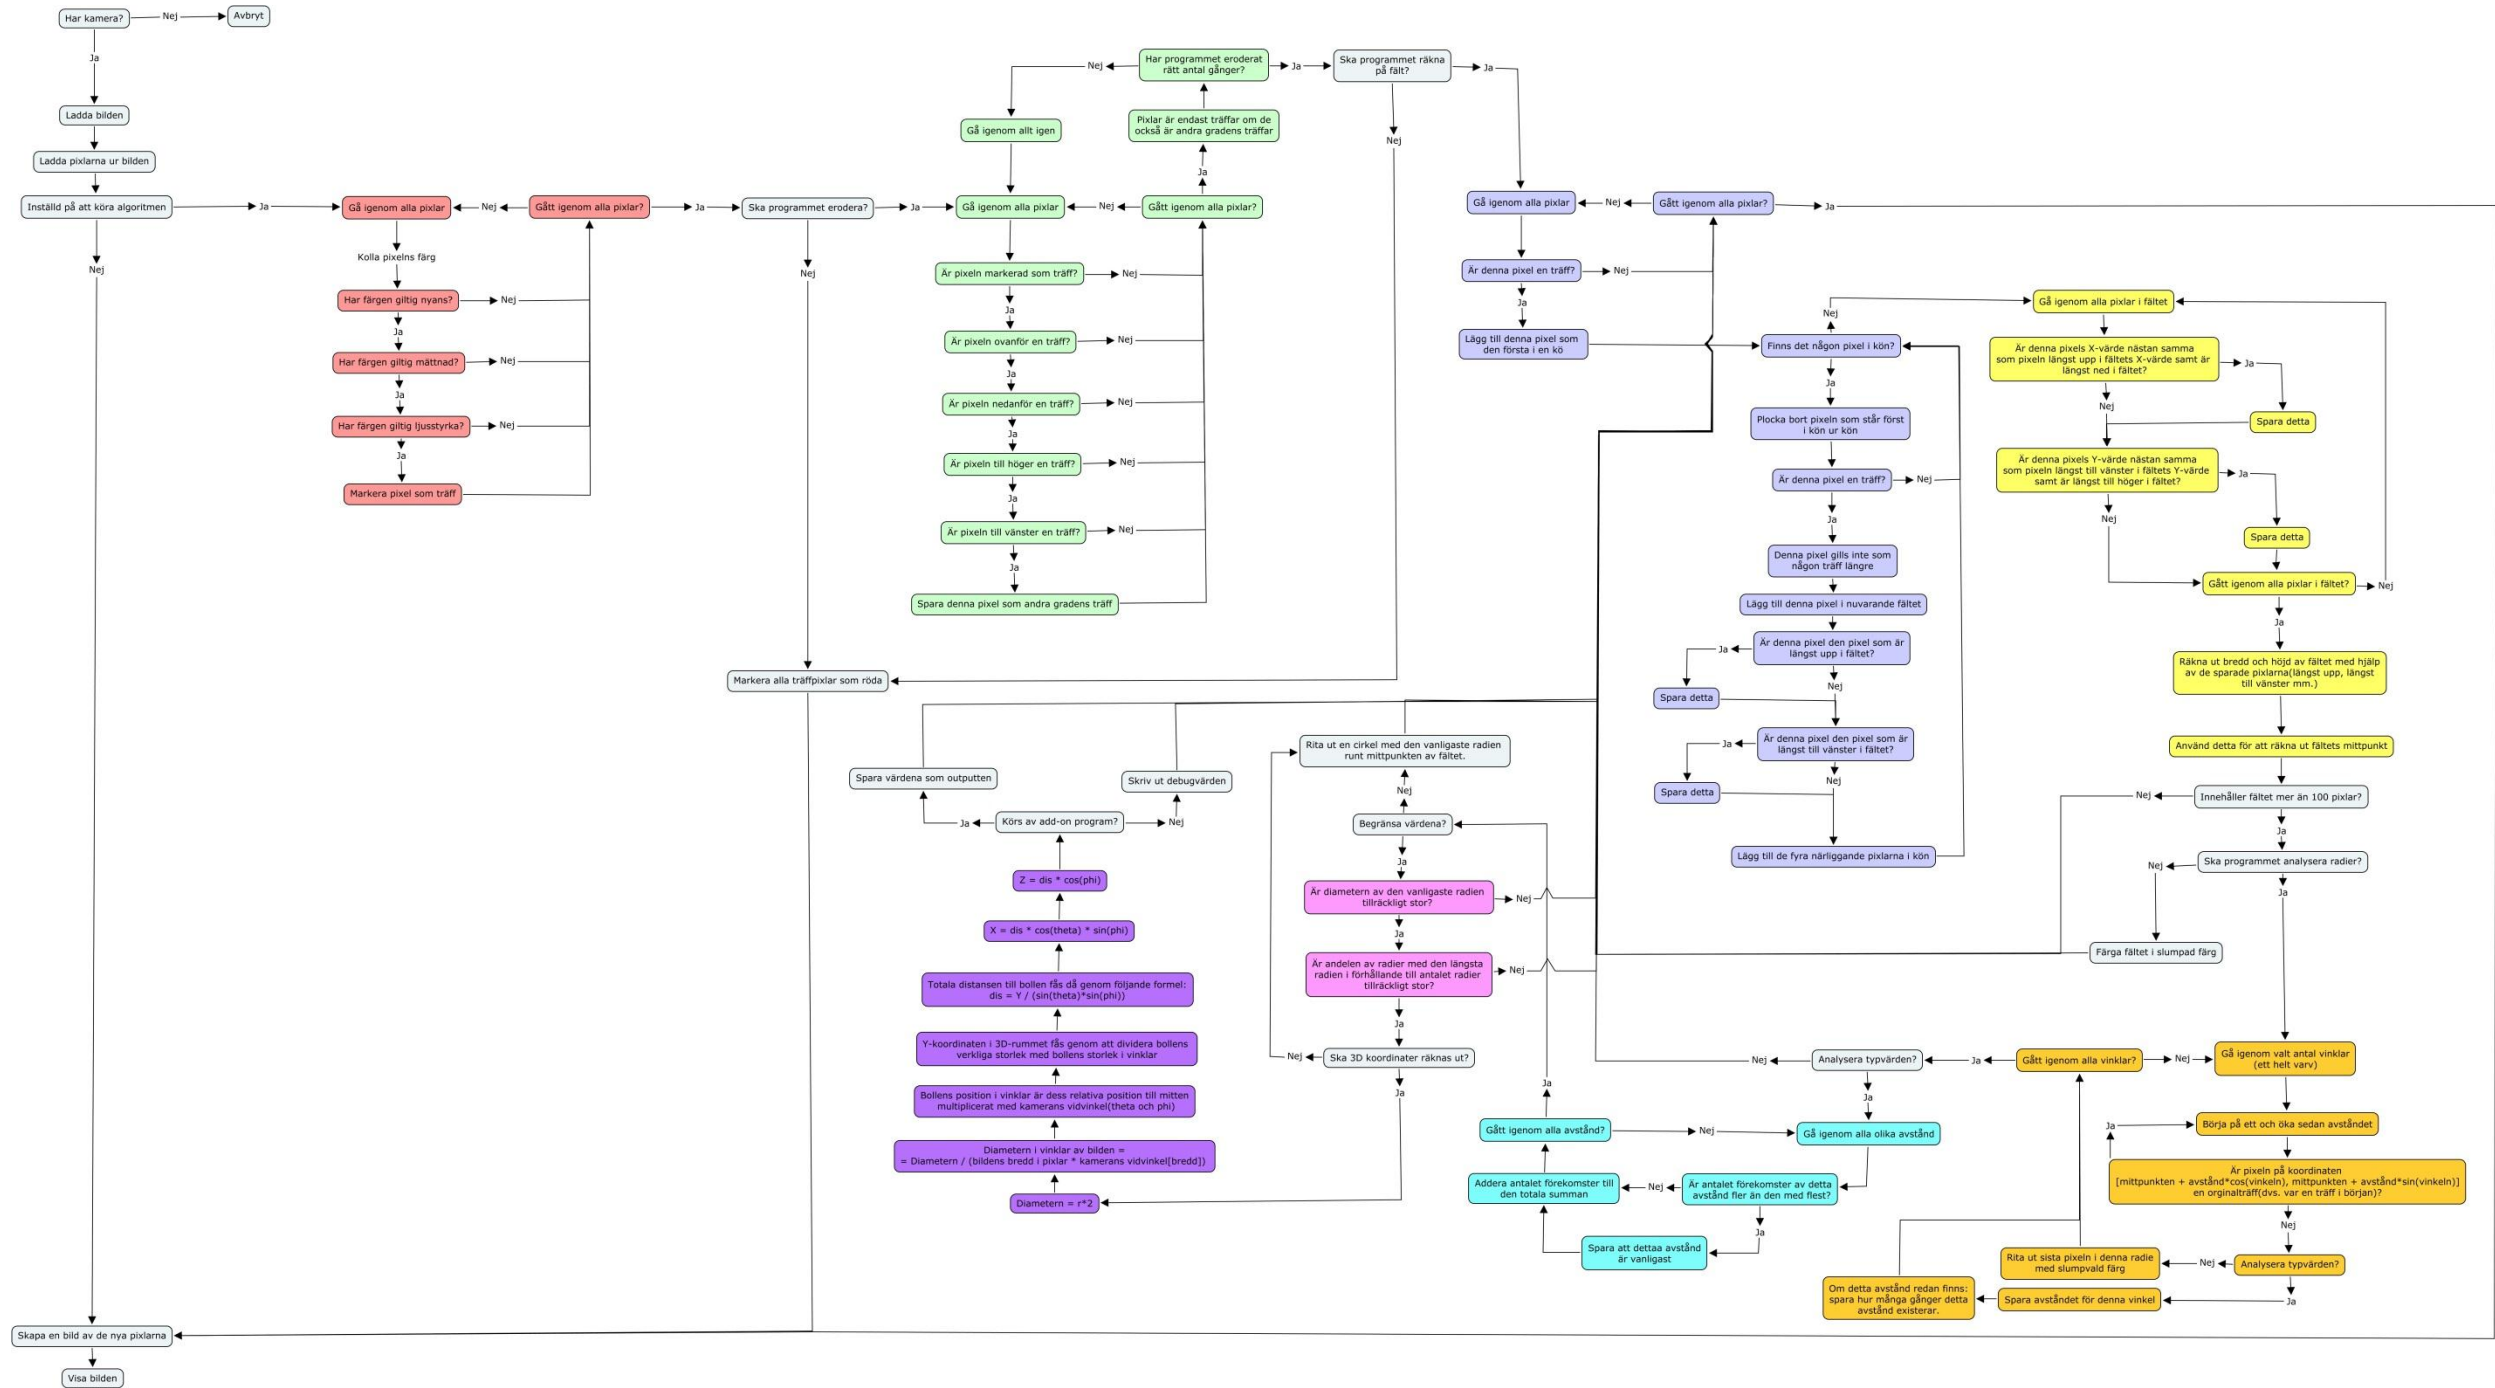 Har kamera?
Nej
Avbryt
Ja
Ladda bilden
Ladda pixlarna ur bilden
Inställd på att köra algoritmen
Ja
Nej
Gå igenom alla pixlar
Nej
Gått igenom alla pixlar?
Ja
Kolla pixelns färg
Har färgen giltig nyans?
Nej
Ja
Har färgen giltig mättnad?
Nej
Ja
Har färgen giltig ljusstyrka?
Nej
Ja
Markera pixel som träff
Ska programmet erodera?
Ja
Nej
Markera alla träffpixlar som röda
Har programmet eroderat
rätt antal gånger?
Nej
Ja
Gå igenom allt igen
Pixlar är endast träffar om de
också är andra gradens träffar
Ja
Gå igenom alla pixlar
Nej
Gått igenom alla pixlar?
Är pixeln markerad som träff?
Nej
Ja
Är pixeln ovanför en träff?
Nej
Ja
Är pixeln nedanför en träff?
Nej
Ja
Är pixeln till höger en träff?
Nej
Ja
Är pixeln till vänster en träff?
Nej
Ja
Spara denna pixel som andra gradens träff
Ska programmet räkna
på fält?
Ja
Nej
Gå igenom alla pixlar
Nej
Gått igenom alla pixlar?
Ja
Är denna pixel en träff?
Nej
Ja
Lägg till denna pixel som
den första i en kö
Finns det någon pixel i kön?
Nej
Ja
Plocka bort pixeln som står först
i kön ur kön
Är denna pixel en träff?
Nej
Ja
Denna pixel gills inte som
någon träff längre
Lägg till denna pixel i nuvarande fältet
Är denna pixel den pixel som är
längst upp i fältet?
Ja
Nej
Spara detta
Är denna pixel den pixel som är
längst till vänster i fältet?
Ja
Nej
Spara detta
Lägg till de fyra närliggande pixlarna i kön
Gå igenom alla pixlar i fältet
Är denna pixels X-värde nästan samma
som pixeln längst upp i fältets X-värde samt är
längst ned i fältet?
Ja
Nej
Spara detta
Är denna pixels Y-värde nästan samma
som pixeln längst till vänster i fältets Y-värde
samt är längst till höger i fältet?
Ja
Nej
Spara detta
Gått igenom alla pixlar i fältet?
Nej
Ja
Räkna ut bredd och höjd av fältet med hjälp
av de sparade pixlarna(längst upp, längst
till vänster mm.)
Använd detta för att räkna ut fältets mittpunkt
Innehåller fältet mer än 100 pixlar?
Nej
Ja
Ska programmet analysera radier?
Nej
Ja
Färga fältet i slumpad färg
Gå igenom valt antal vinklar
(ett helt varv)
Nej
Gått igenom alla vinklar?
Ja
Analysera typvärden?
Nej
Ja
Börja på ett och öka sedan avståndet
Ja
Är pixeln på koordinaten
[mittpunkten + avstånd*cos(vinkeln), mittpunkten + avstånd*sin(vinkeln)]
en orginalträff(dvs. var en träff i början)?
Nej
Analysera typvärden?
Nej
Ja
Rita ut sista pixeln i denna radie
med slumpvald färg
Spara avståndet för denna vinkel
Om detta avstånd redan finns:
spara hur många gånger detta
avstånd existerar.
Gå igenom alla olika avstånd
Nej
Gått igenom alla avstånd?
Ja
Är antalet förekomster av detta
avstånd fler än den med flest?
Nej
Ja
Addera antalet förekomster till
den totala summan
Spara att dettaa avstånd
är vanligast
Rita ut en cirkel med den vanligaste radien
runt mittpunkten av fältet.
Nej
Begränsa värdena?
Ja
Är diametern av den vanligaste radien
tillräckligt stor?
Nej
Ja
Är andelen av radier med den längsta
radien i förhållande till antalet radier
tillräckligt stor?
Nej
Ja
Ska 3D koordinater räknas ut?
Nej
Ja
Spara värdena som outputten
Skriv ut debugvärden
Ja
Körs av add-on program?
Nej
Z = dis * cos(phi)
X = dis * cos(theta) * sin(phi)
Totala distansen till bollen fås då genom följande formel:
dis = Y / (sin(theta)*sin(phi))
Y-koordinaten i 3D-rummet fås genom att dividera bollens
verkliga storlek med bollens storlek i vinklar
Bollens position i vinklar är dess relativa position till mitten
multiplicerat med kamerans vidvinkel(theta och phi)
Diametern i vinklar av bilden =
= Diametern / (bildens bredd i pixlar * kamerans vidvinkel[bredd])
Diametern = r*2
Skapa en bild av de nya pixlarna
Visa bilden